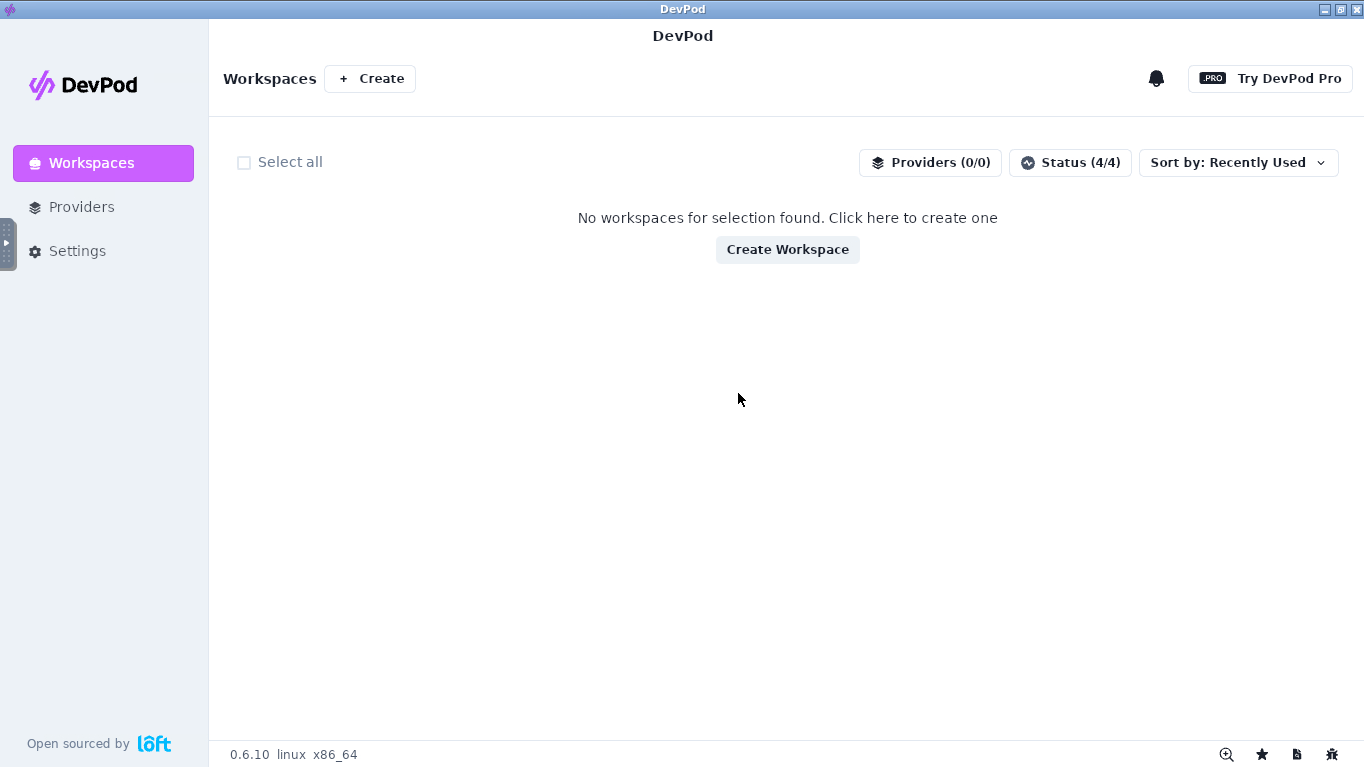 DevPod
DevPod
DevPod
Workspaces
Create
.PRO Try DevPod Pro
Workspaces
Providers
Settings
Select all
Providers (0/0)
Status (4/4)
Sort by: Recently Used
No workspaces for selection found. Click here to create one
Create Workspace
Open sourced by loft
0.6.10 linux x86_64